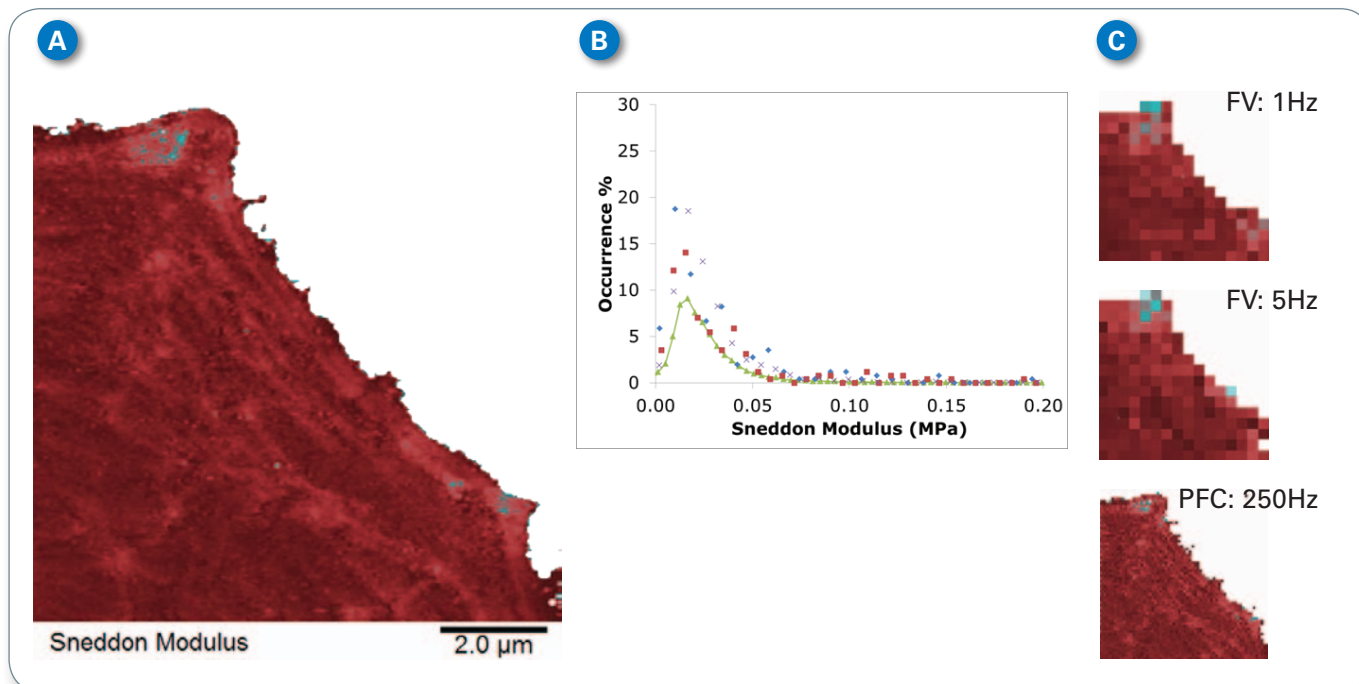 A
Sneddon Modulus
2.0 µm
B
30
25
20
15
10
5
0
Occurrence %
0.00 0.05 0.10 0.15 0.20
Sneddon Modulus (MPa)
C
FV: 1Hz
FV: 5Hz
PFC: 250Hz